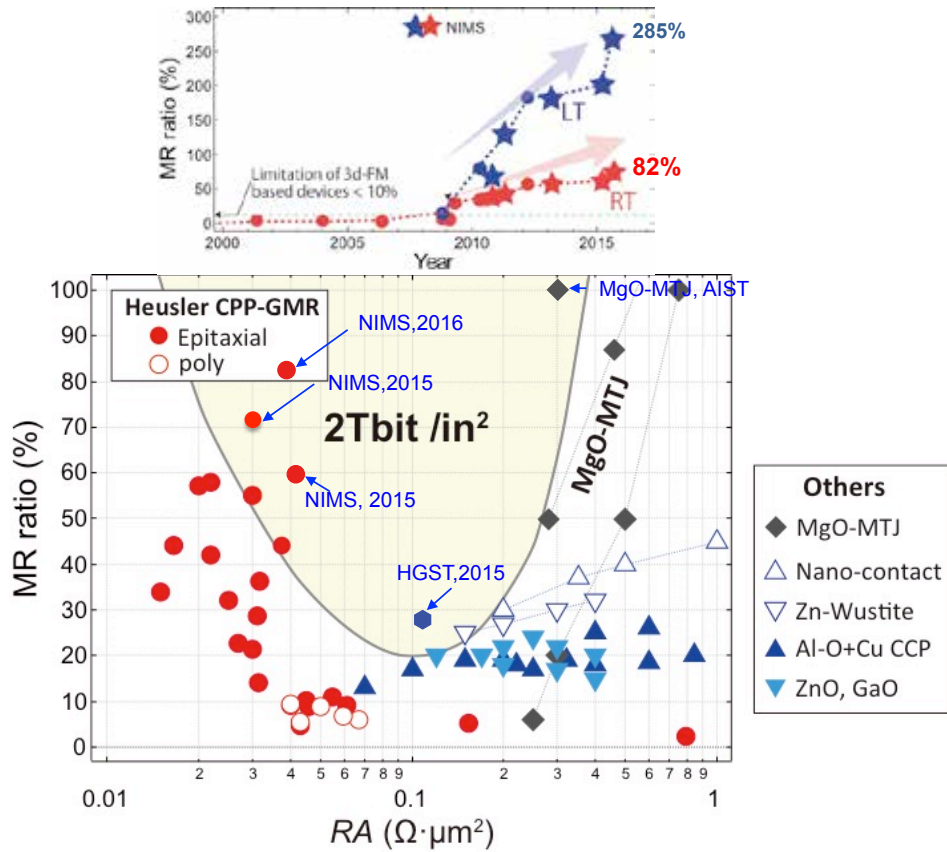 300
250
200
150
100
50
0
MR ratio (%)
NIMS
285%
LT
82%
RT
Limitation of 3d-FM
based devices < 10%
2000
2005
2010
2015
Year
100
90
80
70
60
50
40
30
20
10
0
MR ratio (%)
Heusler CPP-GMR
Epitaxial
poly
NIMS,2016
NIMS,2015
NIMS, 2015
2Tbit /in²
HGST,2015
MgO-MTJ, AIST
MgO-MTJ
Others
MgO-MTJ
Nano-contact
Zn-Wustite
Al-O+Cu CCP
ZnO, GaO
2 3 4 5 6 7 8 9 2 3 4 5 6 7 8 9
0.01 0.1 1
RA (Ω·μm²)